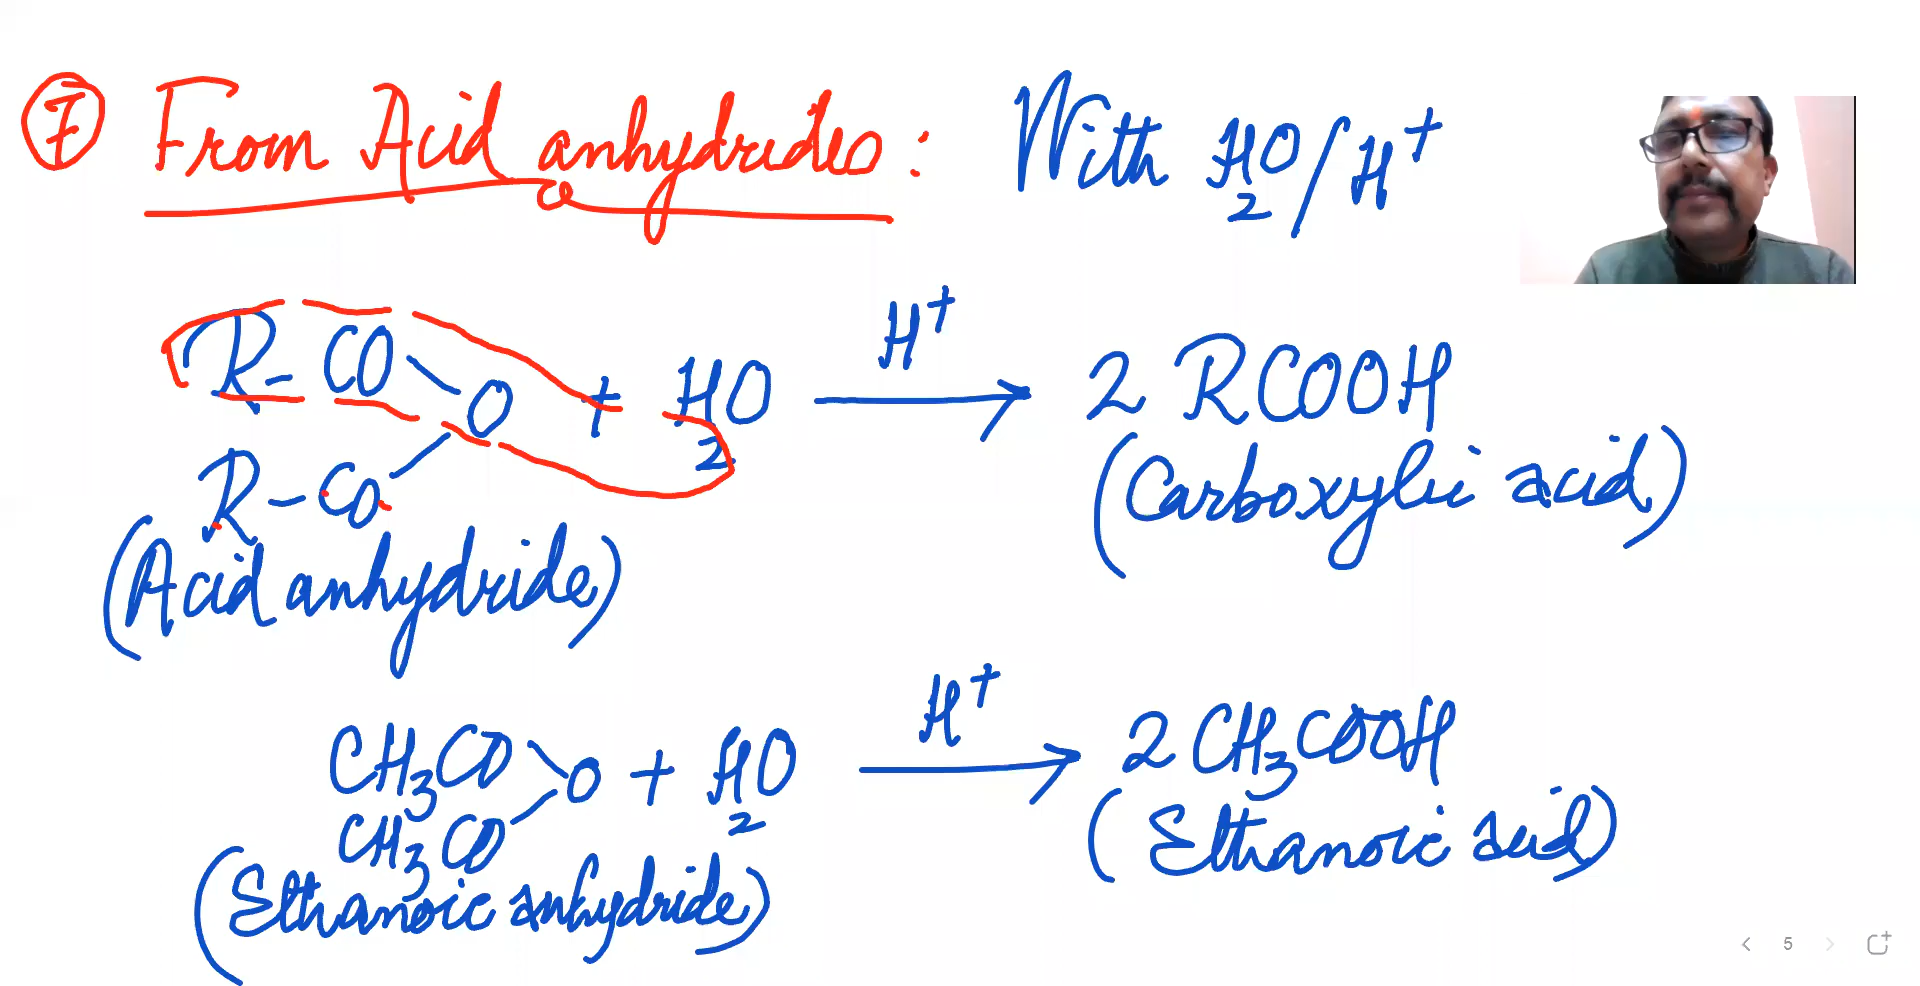 7 From Acid anhydrides: With H2O/H+
H+
R-CO
O + H2O → 2 RCOOH
R-CO
(Acid anhydride) (Carboxylic acid)
H+
CH3CO
O + H2O → 2 CH3COOH
CH3CO
(Ethanoic anhydride) (Ethanoic acid)
5